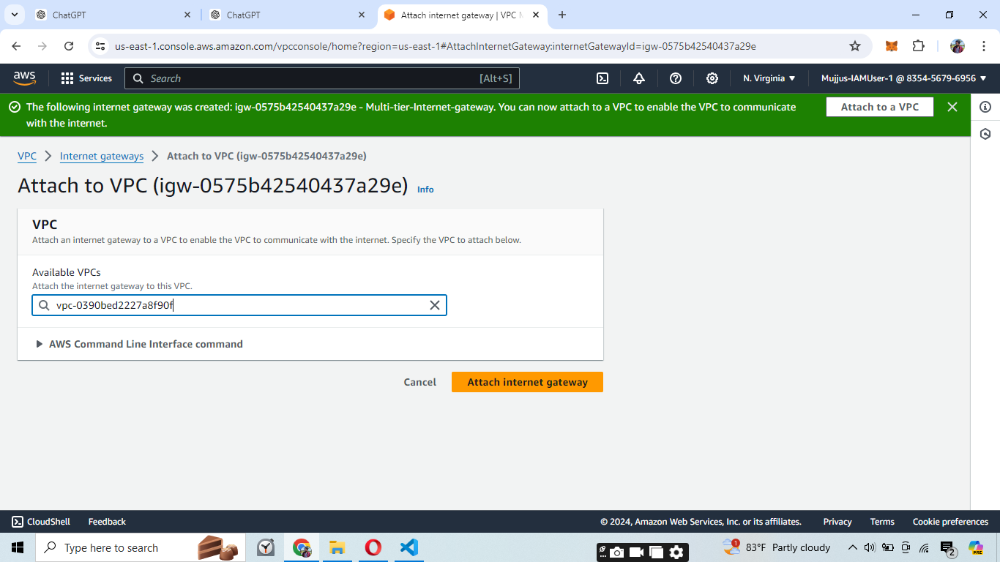 ChatGPT
ChatGPT
Attach internet gateway | VPC M
us-east-1.console.aws.amazon.com/vpcconsole/home?region=us-east-1#AttachInternetGateway:internetGatewayId=igw-0575b42540437a29e
aws
Services
Search
[Alt+S]
N. Virginia
Mujjus-IAMUser-1 @ 8354-5679-6956
The following internet gateway was created: igw-0575b42540437a29e - Multi-tier-Internet-gateway. You can now attach to a VPC to enable the VPC to communicate
with the internet.
Attach to a VPC
VPC
Internet gateways
Attach to VPC (igw-0575b42540437a29e)
Attach to VPC (igw-0575b42540437a29e)
Info
VPC
Attach an internet gateway to a VPC to enable the VPC to communicate with the internet. Specify the VPC to attach below.
Available VPCs
Attach the internet gateway to this VPC.
vpc-0390bed2227a8f90f
AWS Command Line Interface command
Cancel
Attach internet gateway
CloudShell
Feedback
© 2024, Amazon Web Services, Inc. or its affiliates.
Privacy
Terms
Cookie preferences
Type here to search
1
83°F
Partly cloudy
2
PRE